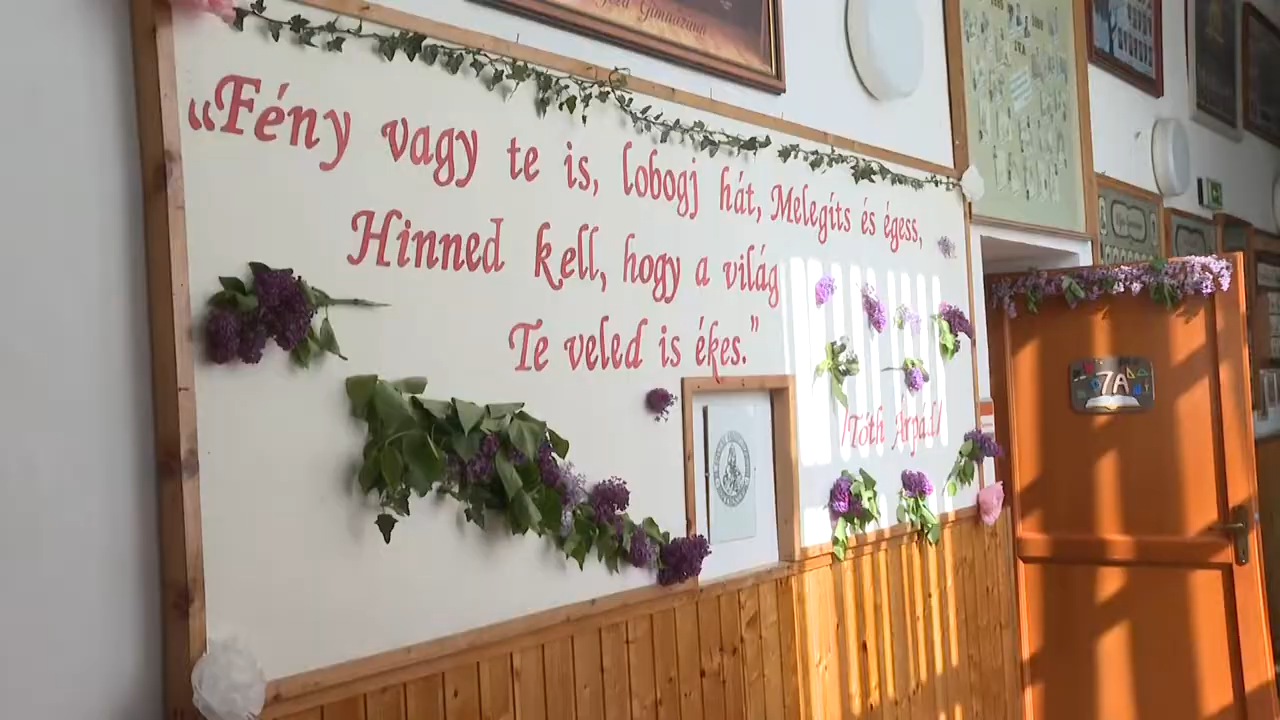 Gimnázium
„Fény vagy te is, lobogj hát, Melegíts és égess,
Hinned kell, hogy a világ
Te veled is ékes.”
/Tóth Árpád/
7A